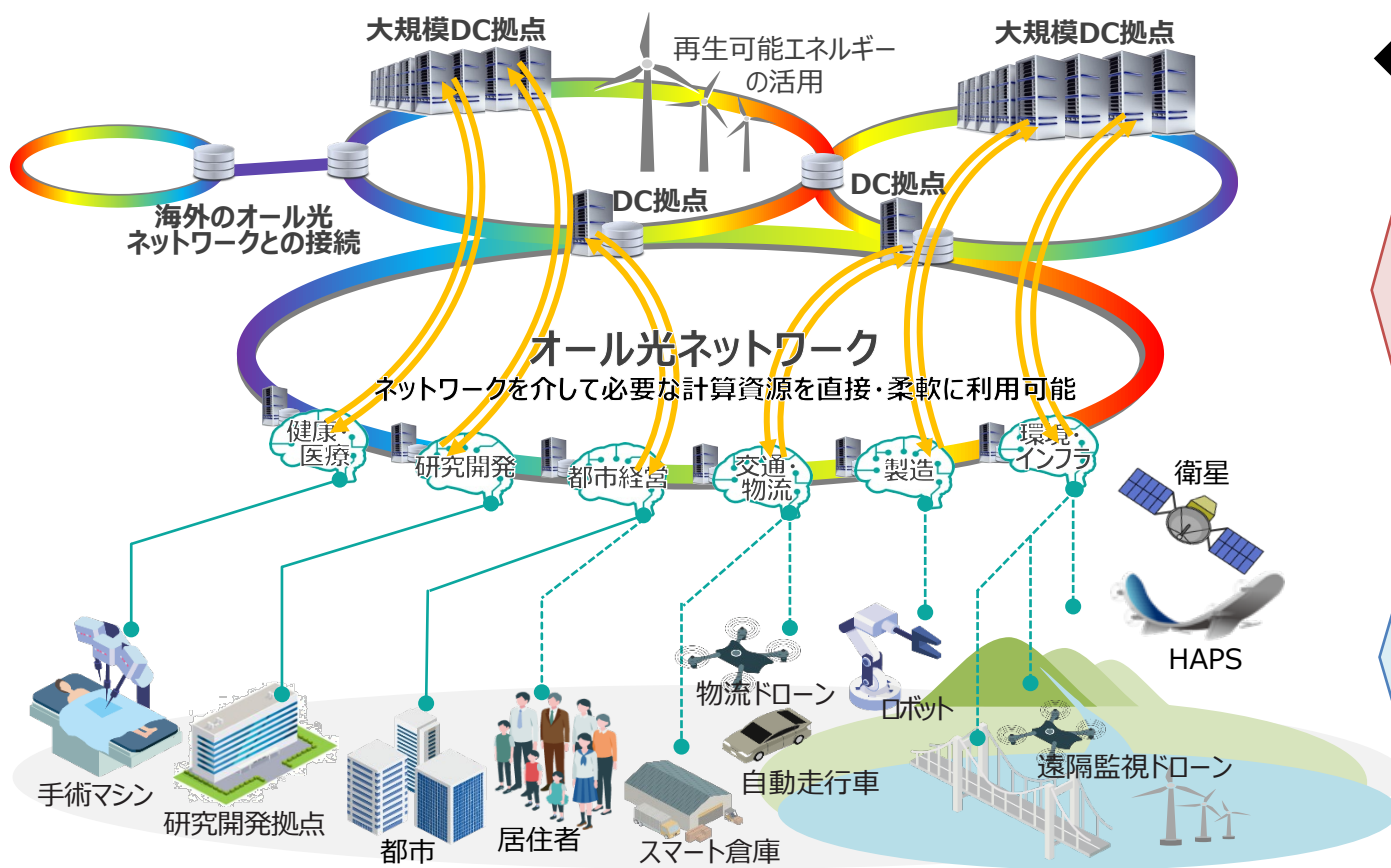 大規模DC拠点
再生可能エネルギー
の活用
大規模DC拠点
海外のオール光
ネットワークとの接続
DC拠点
DC拠点
オール光ネットワーク
ネットワークを介して必要な計算資源を直接・柔軟に利用可能
健康・
医療
研究開発
都市経営
交通・
物流
製造
環境・
インフラ
衛星
HAPS
手術マシン
研究開発拠点
都市
居住者
スマート倉庫
物流ドローン
自動走行車
ロボット
遠隔監視ドローン